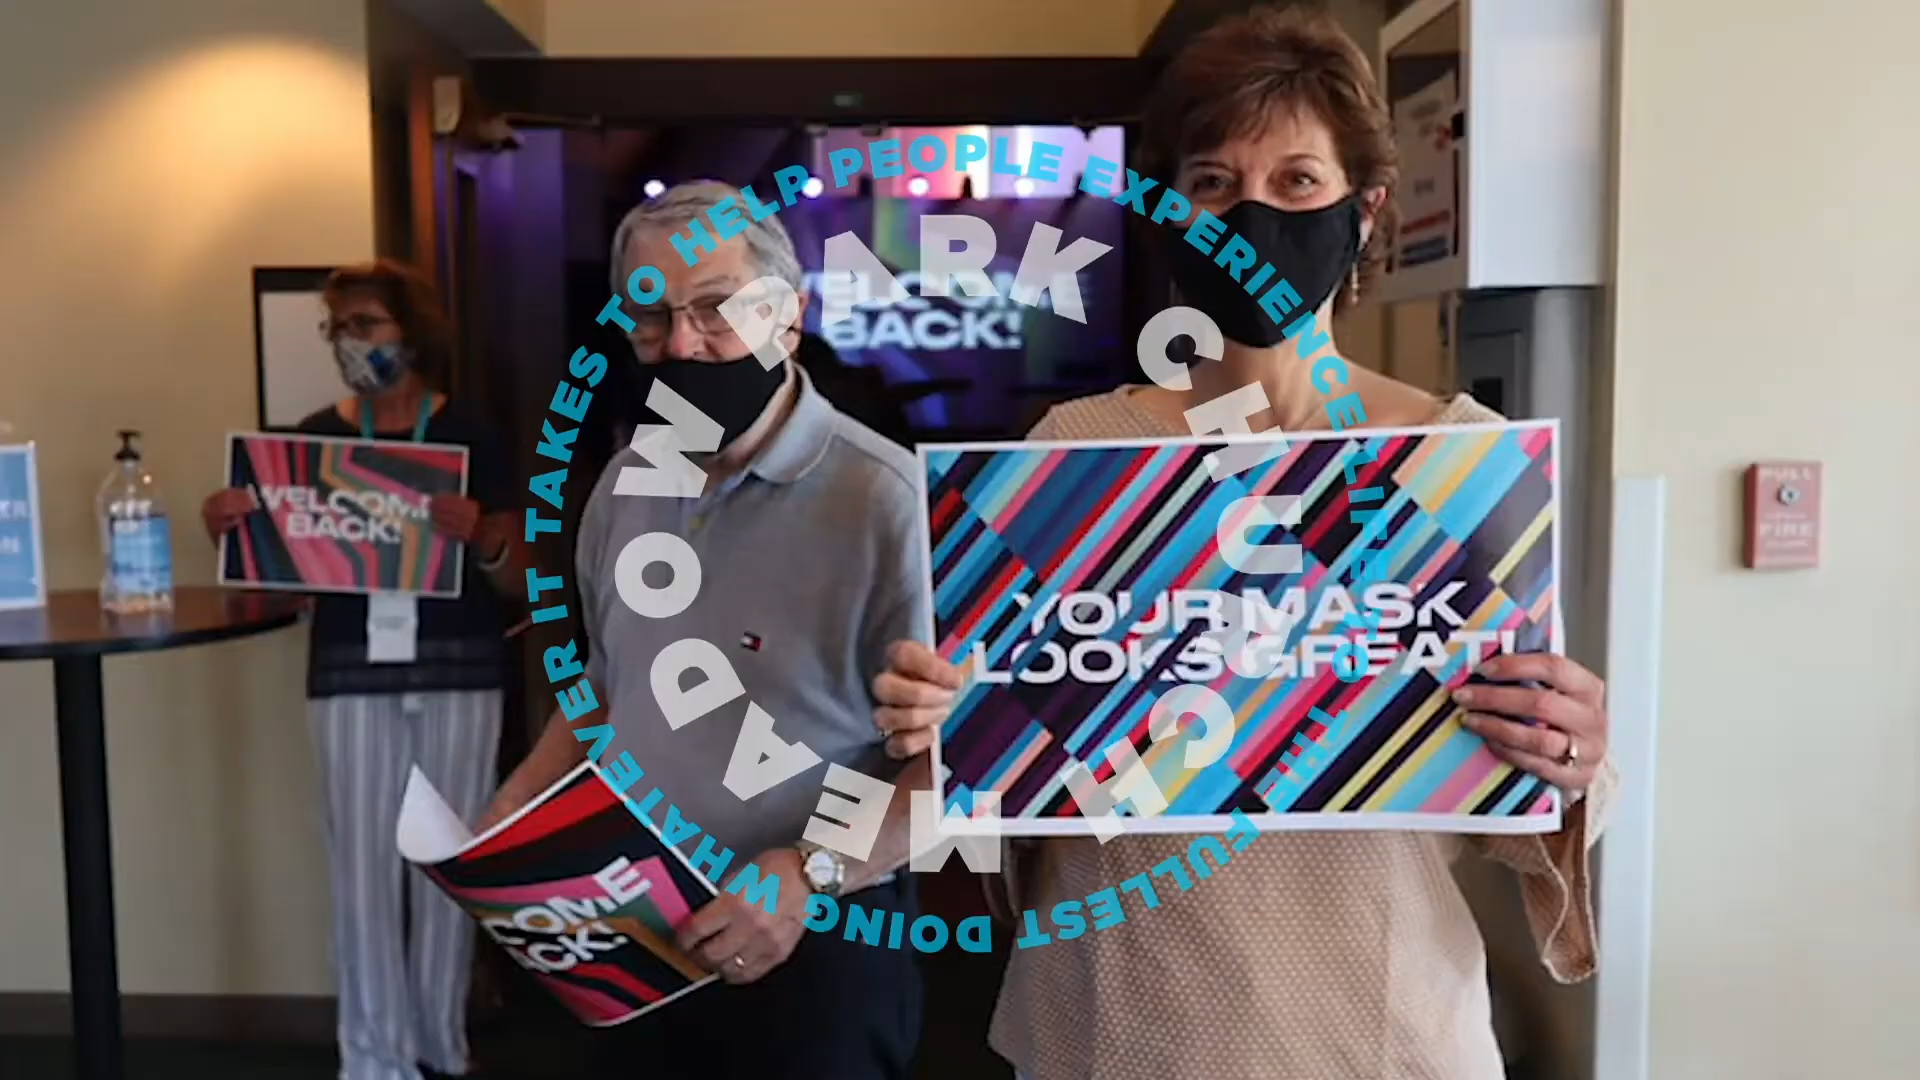 DOING WHATEVER IT TAKES TO HELP PEOPLE EXPERIENCE LIFE TO THE FULLEST
MEADOW PARK CHURCH
WELCOME
BACK!
WELCOME
BACK!
YOUR MASK
LOOKS GREAT!
COME
ACK!
PULL
FIRE